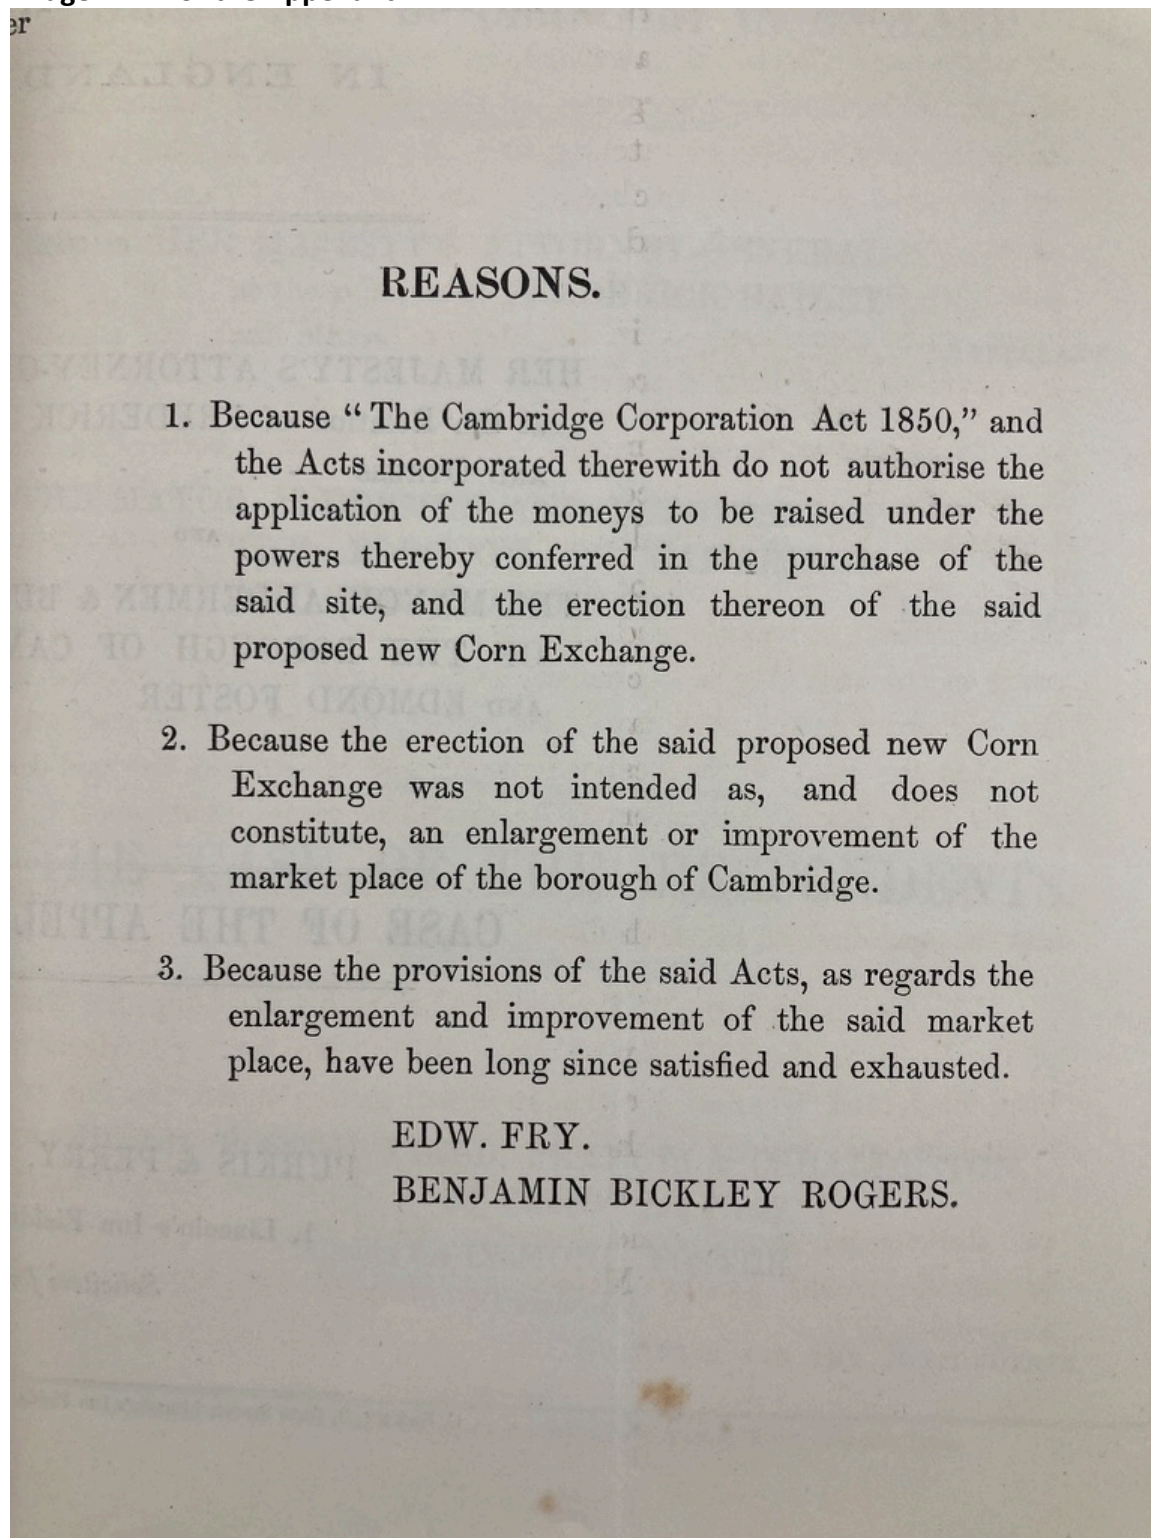 er
REASONS.
1. Because “ The Cambridge Corporation Act 1850,” and
the Acts incorporated therewith do not authorise the
application of the moneys to be raised under the
powers thereby conferred in the purchase of the
said site, and the erection thereon of the said
proposed new Corn Exchange.
2. Because the erection of the said proposed new Corn
Exchange was not intended as, and does not
constitute, an enlargement or improvement of the
market place of the borough of Cambridge.
3. Because the provisions of the said Acts, as regards the
enlargement and improvement of the said market
place, have been long since satisfied and exhausted.
EDW. FRY.
BENJAMIN BICKLEY ROGERS.